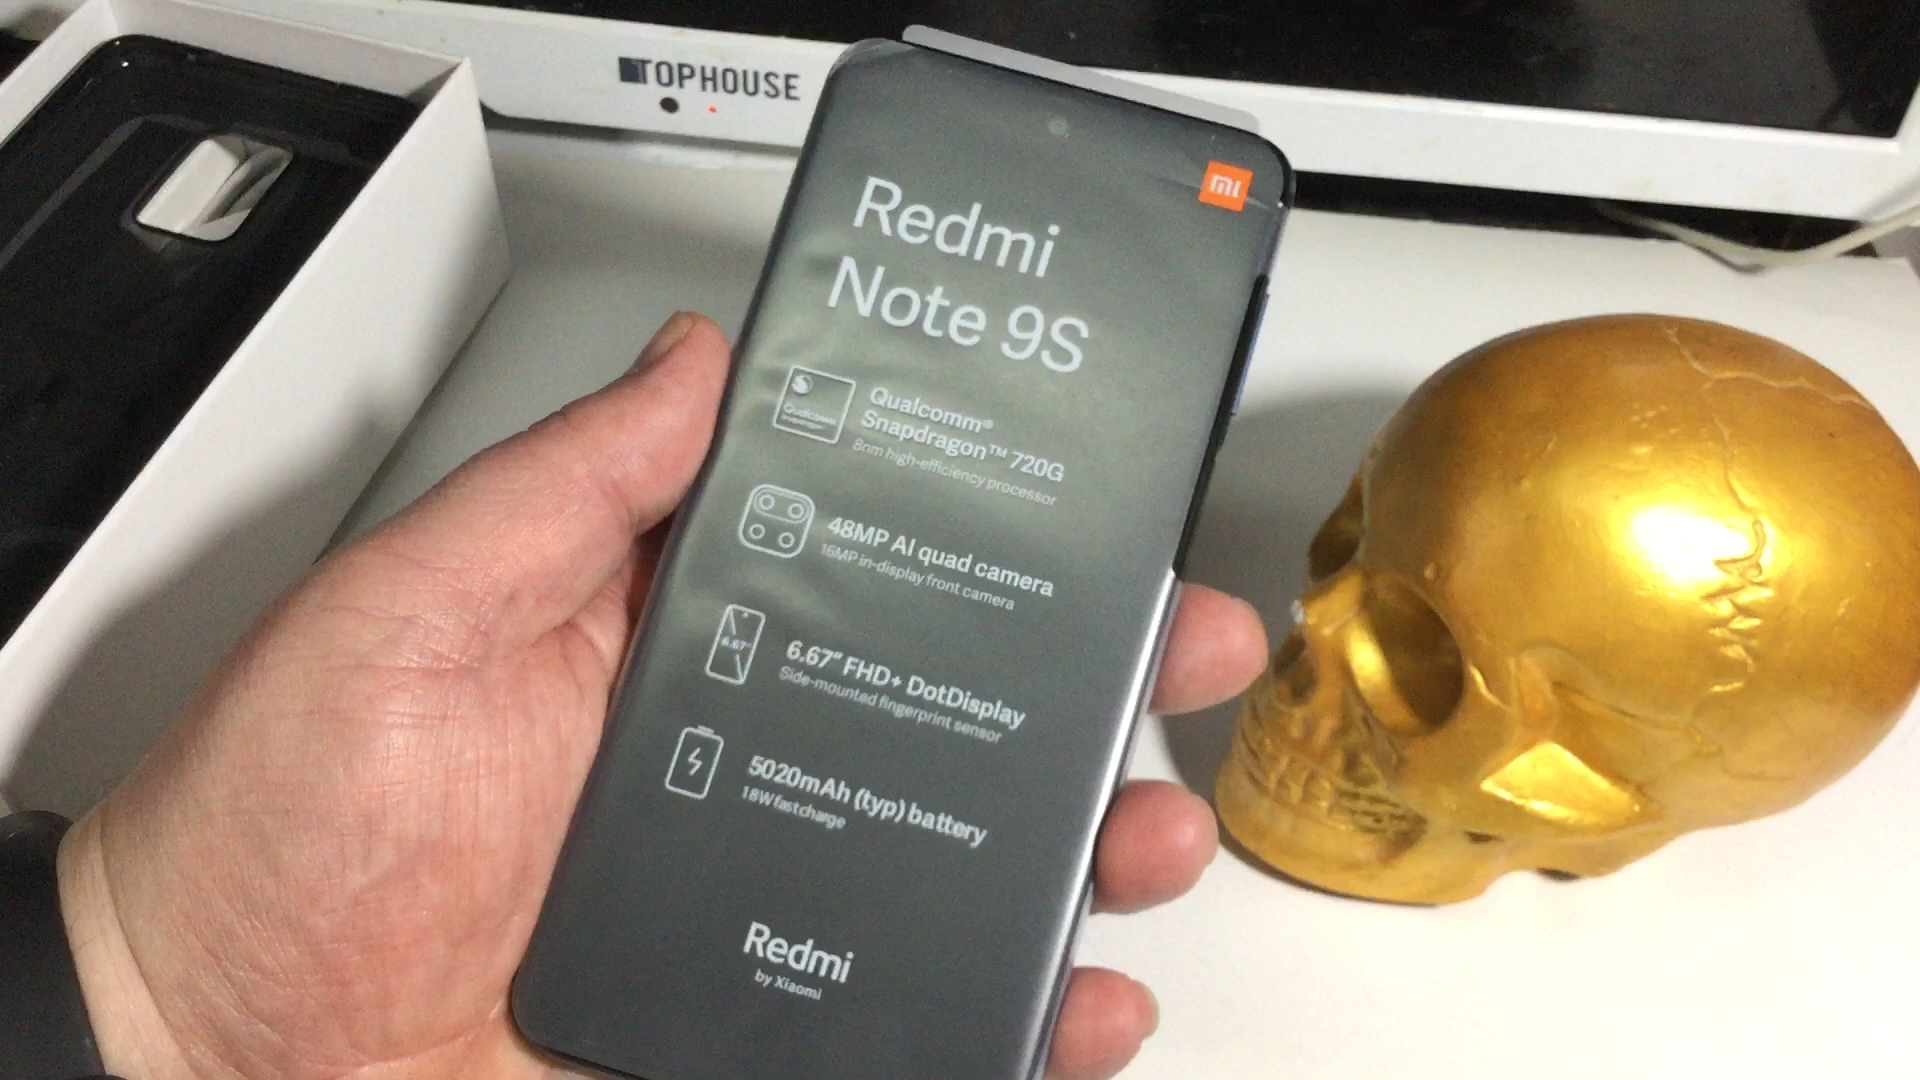 TOPHOUSE
mi
Redmi
Note 9S
Qualcomm
snapdragon
Qualcomm®
Snapdragon™ 720G
8nm high-efficiency processor
48MP AI quad camera
16MP in-display front camera
6.67"
6.67" FHD+ DotDisplay
Side-mounted fingerprint sensor
5020mAh (typ) battery
18W fast charge
Redmi
by Xiaomi